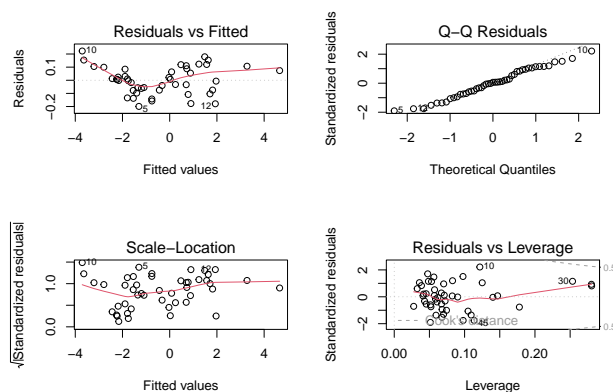 Residuals vs Fitted
Residuals
0.1
−0.2
10
5
12
−4 −2 0 2 4
Fitted values
Q−Q Residuals
Standardized residuals
2
0
−2
5
12
10
−2 −1 0 1 2
Theoretical Quantiles
Scale−Location
√|Standardized residuals|
1.0
0.0
10
5
12
−4 −2 0 2 4
Fitted values
Residuals vs Leverage
Standardized residuals
2
0
−2
10
30
45
0.5
0.5
Cook's distance
0.00 0.10 0.20
Leverage